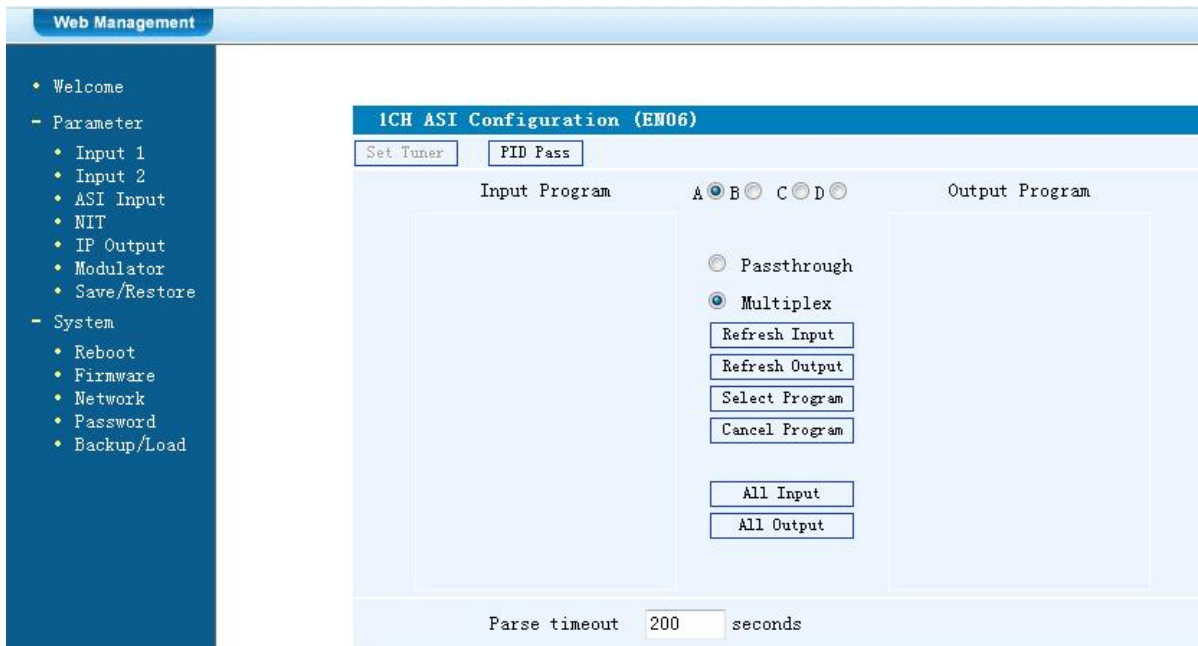 Web Management
Welcome
Parameter
Input 1
Input 2
ASI Input
NIT
IP Output
Modulator
Save/Restore
System
Reboot
Firmware
Network
Password
Backup/Load
1CH ASI Configuration (EN06)
Set Tuner PID Pass
Input Program A B C D Output Program
Passthrough
Multiplex
Refresh Input
Refresh Output
Select Program
Cancel Program
All Input
All Output
Parse timeout 200 seconds